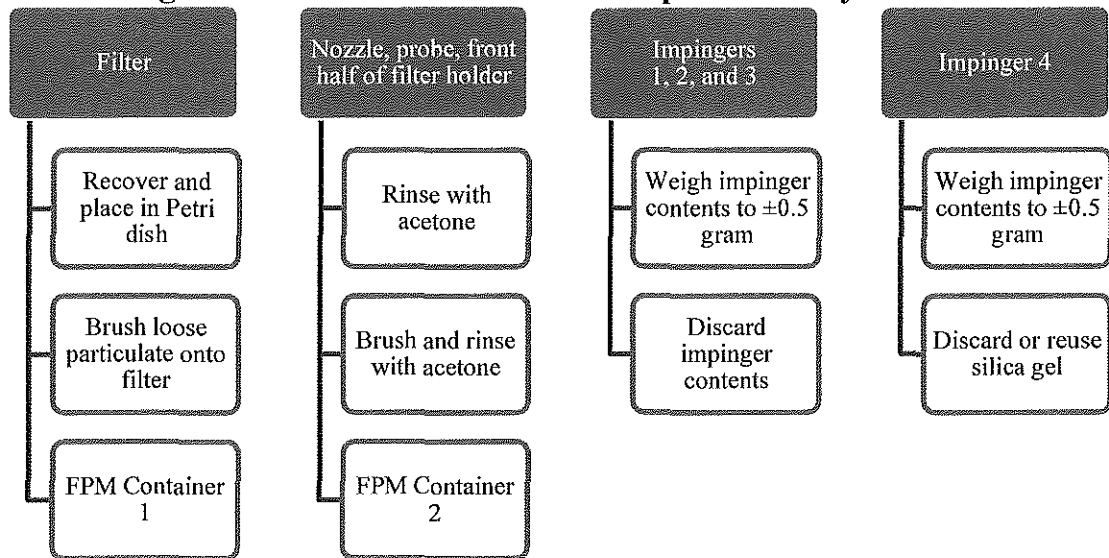 Filter
Recover and
place in Petri
dish
Brush loose
particulate onto
filter
FPM Container
1
Nozzle, probe, front
half of filter holder
Rinse with
acetone
Brush and rinse
with acetone
FPM Container
2
Impingers
1, 2, and 3
Weigh impinger
contents to ±0.5
gram
Discard
impinger
contents
Impinger 4
Weigh impinger
contents to ±0.5
gram
Discard or reuse
silica gel